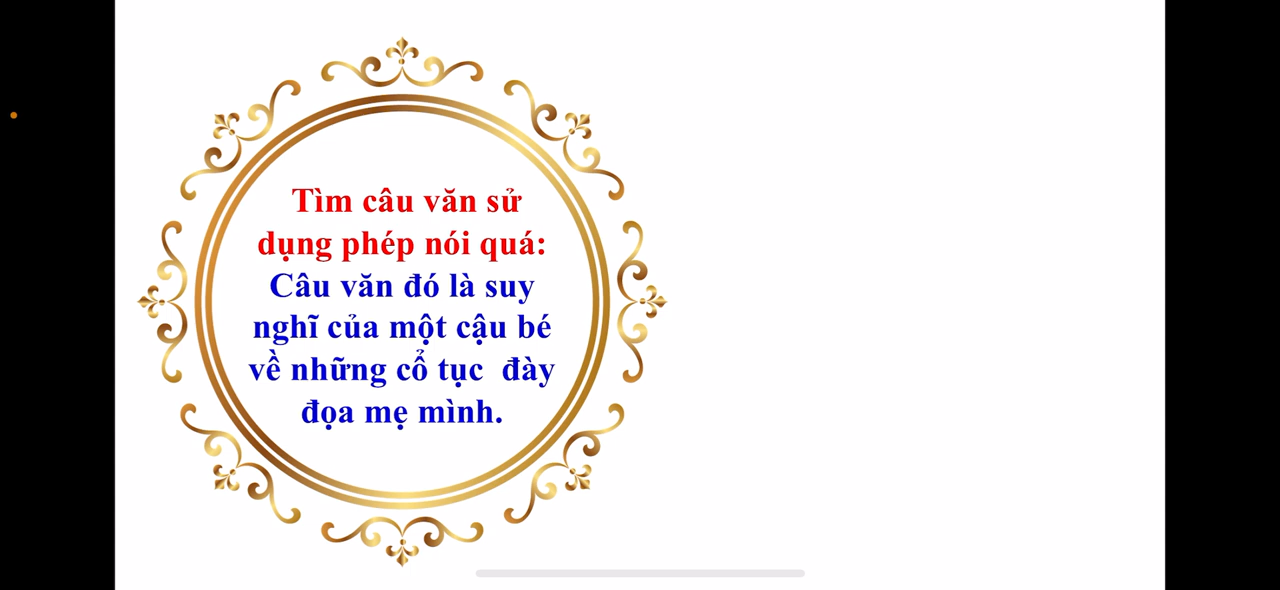 Tìm câu văn sử
dụng phép nói quá:
Câu văn đó là suy
nghĩ của một cậu bé
về những cổ tục đày
đọa mẹ mình.